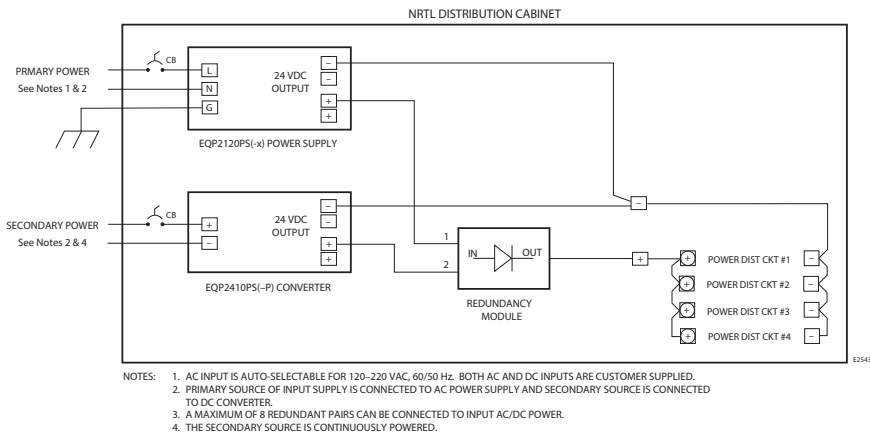 NRTL DISTRIBUTION CABINET
CB
PRMARY POWER
See Notes 1 & 2
L
N
G
24 VDC
OUTPUT
–
–
+
+
EQP2120PS(-x) POWER SUPPLY
CB
SECONDARY POWER
See Notes 2 & 4
+
–
24 VDC
OUTPUT
–
–
+
+
EQP2410PS(–P) CONVERTER
–
1
2
IN
OUT
REDUNDANCY
MODULE
+
+ POWER DIST CKT #1 –
+ POWER DIST CKT #2 –
+ POWER DIST CKT #3 –
+ POWER DIST CKT #4 –
E2543
NOTES: 1. AC INPUT IS AUTO-SELECTABLE FOR 120–220 VAC, 60/50 Hz. BOTH AC AND DC INPUTS ARE CUSTOMER SUPPLIED.
2. PRIMARY SOURCE OF INPUT SUPPLY IS CONNECTED TO AC POWER SUPPLY AND SECONDARY SOURCE IS CONNECTED
TO DC CONVERTER.
3. A MAXIMUM OF 8 REDUNDANT PAIRS CAN BE CONNECTED TO INPUT AC/DC POWER.
4. THE SECONDARY SOURCE IS CONTINUOUSLY POWERED.